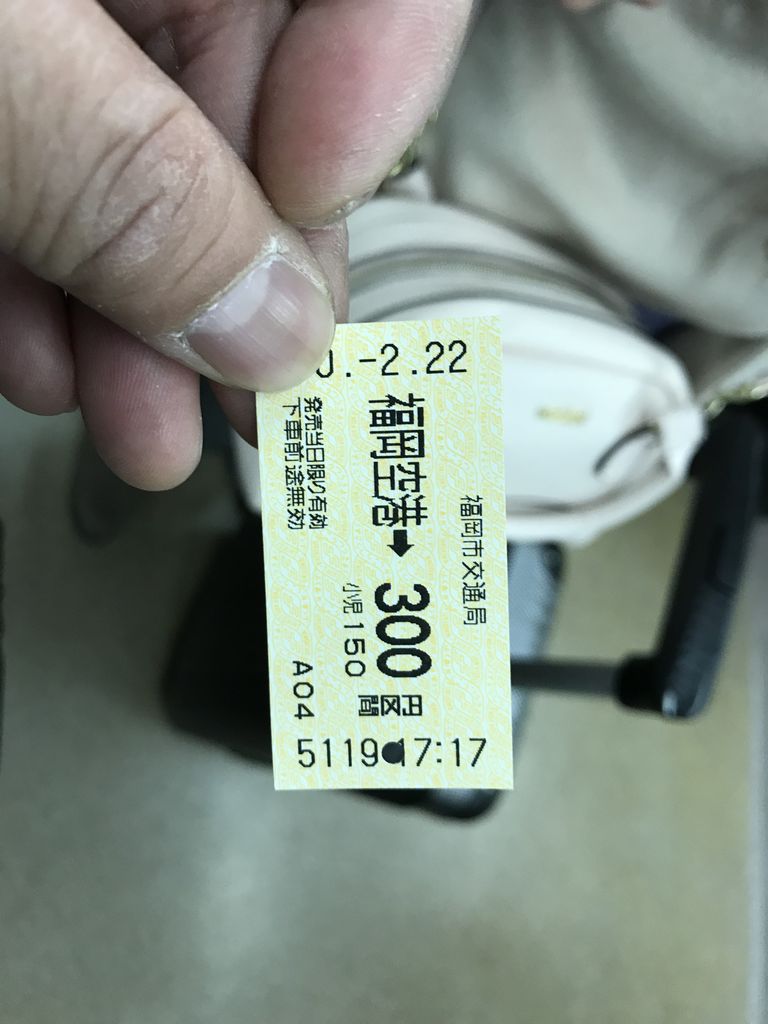 0.-2.22
福岡市交通局
福岡空港➡300円区間
小児150
発売当日限り有効
下車前途無効
A04
5119 17:17